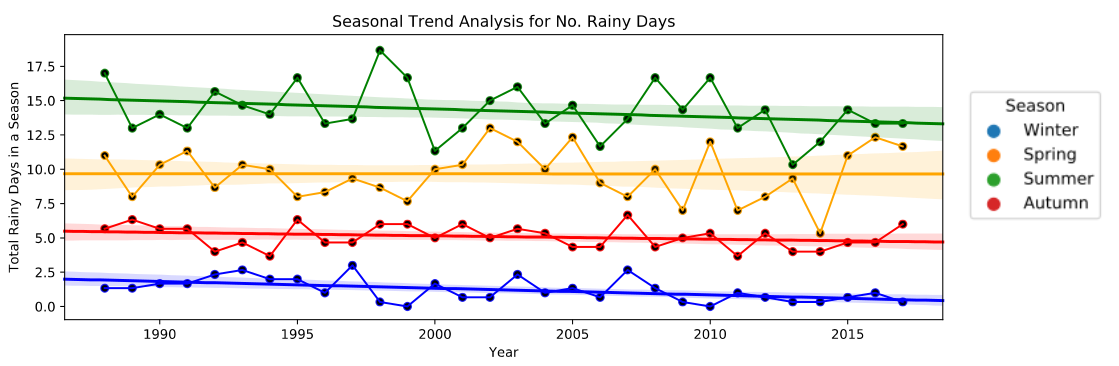 Seasonal Trend Analysis for No. Rainy Days
Total Rainy Days in a Season
17.5
15.0
12.5
10.0
7.5
5.0
2.5
0.0
1990 1995 2000 2005 2010 2015
Year
Season
Winter
Spring
Summer
Autumn